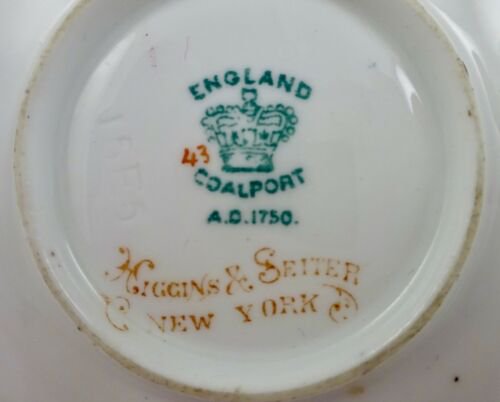 ENGLAND
43
COALPORT
A.D.1750.
HIGGINS & SEITER
NEW YORK